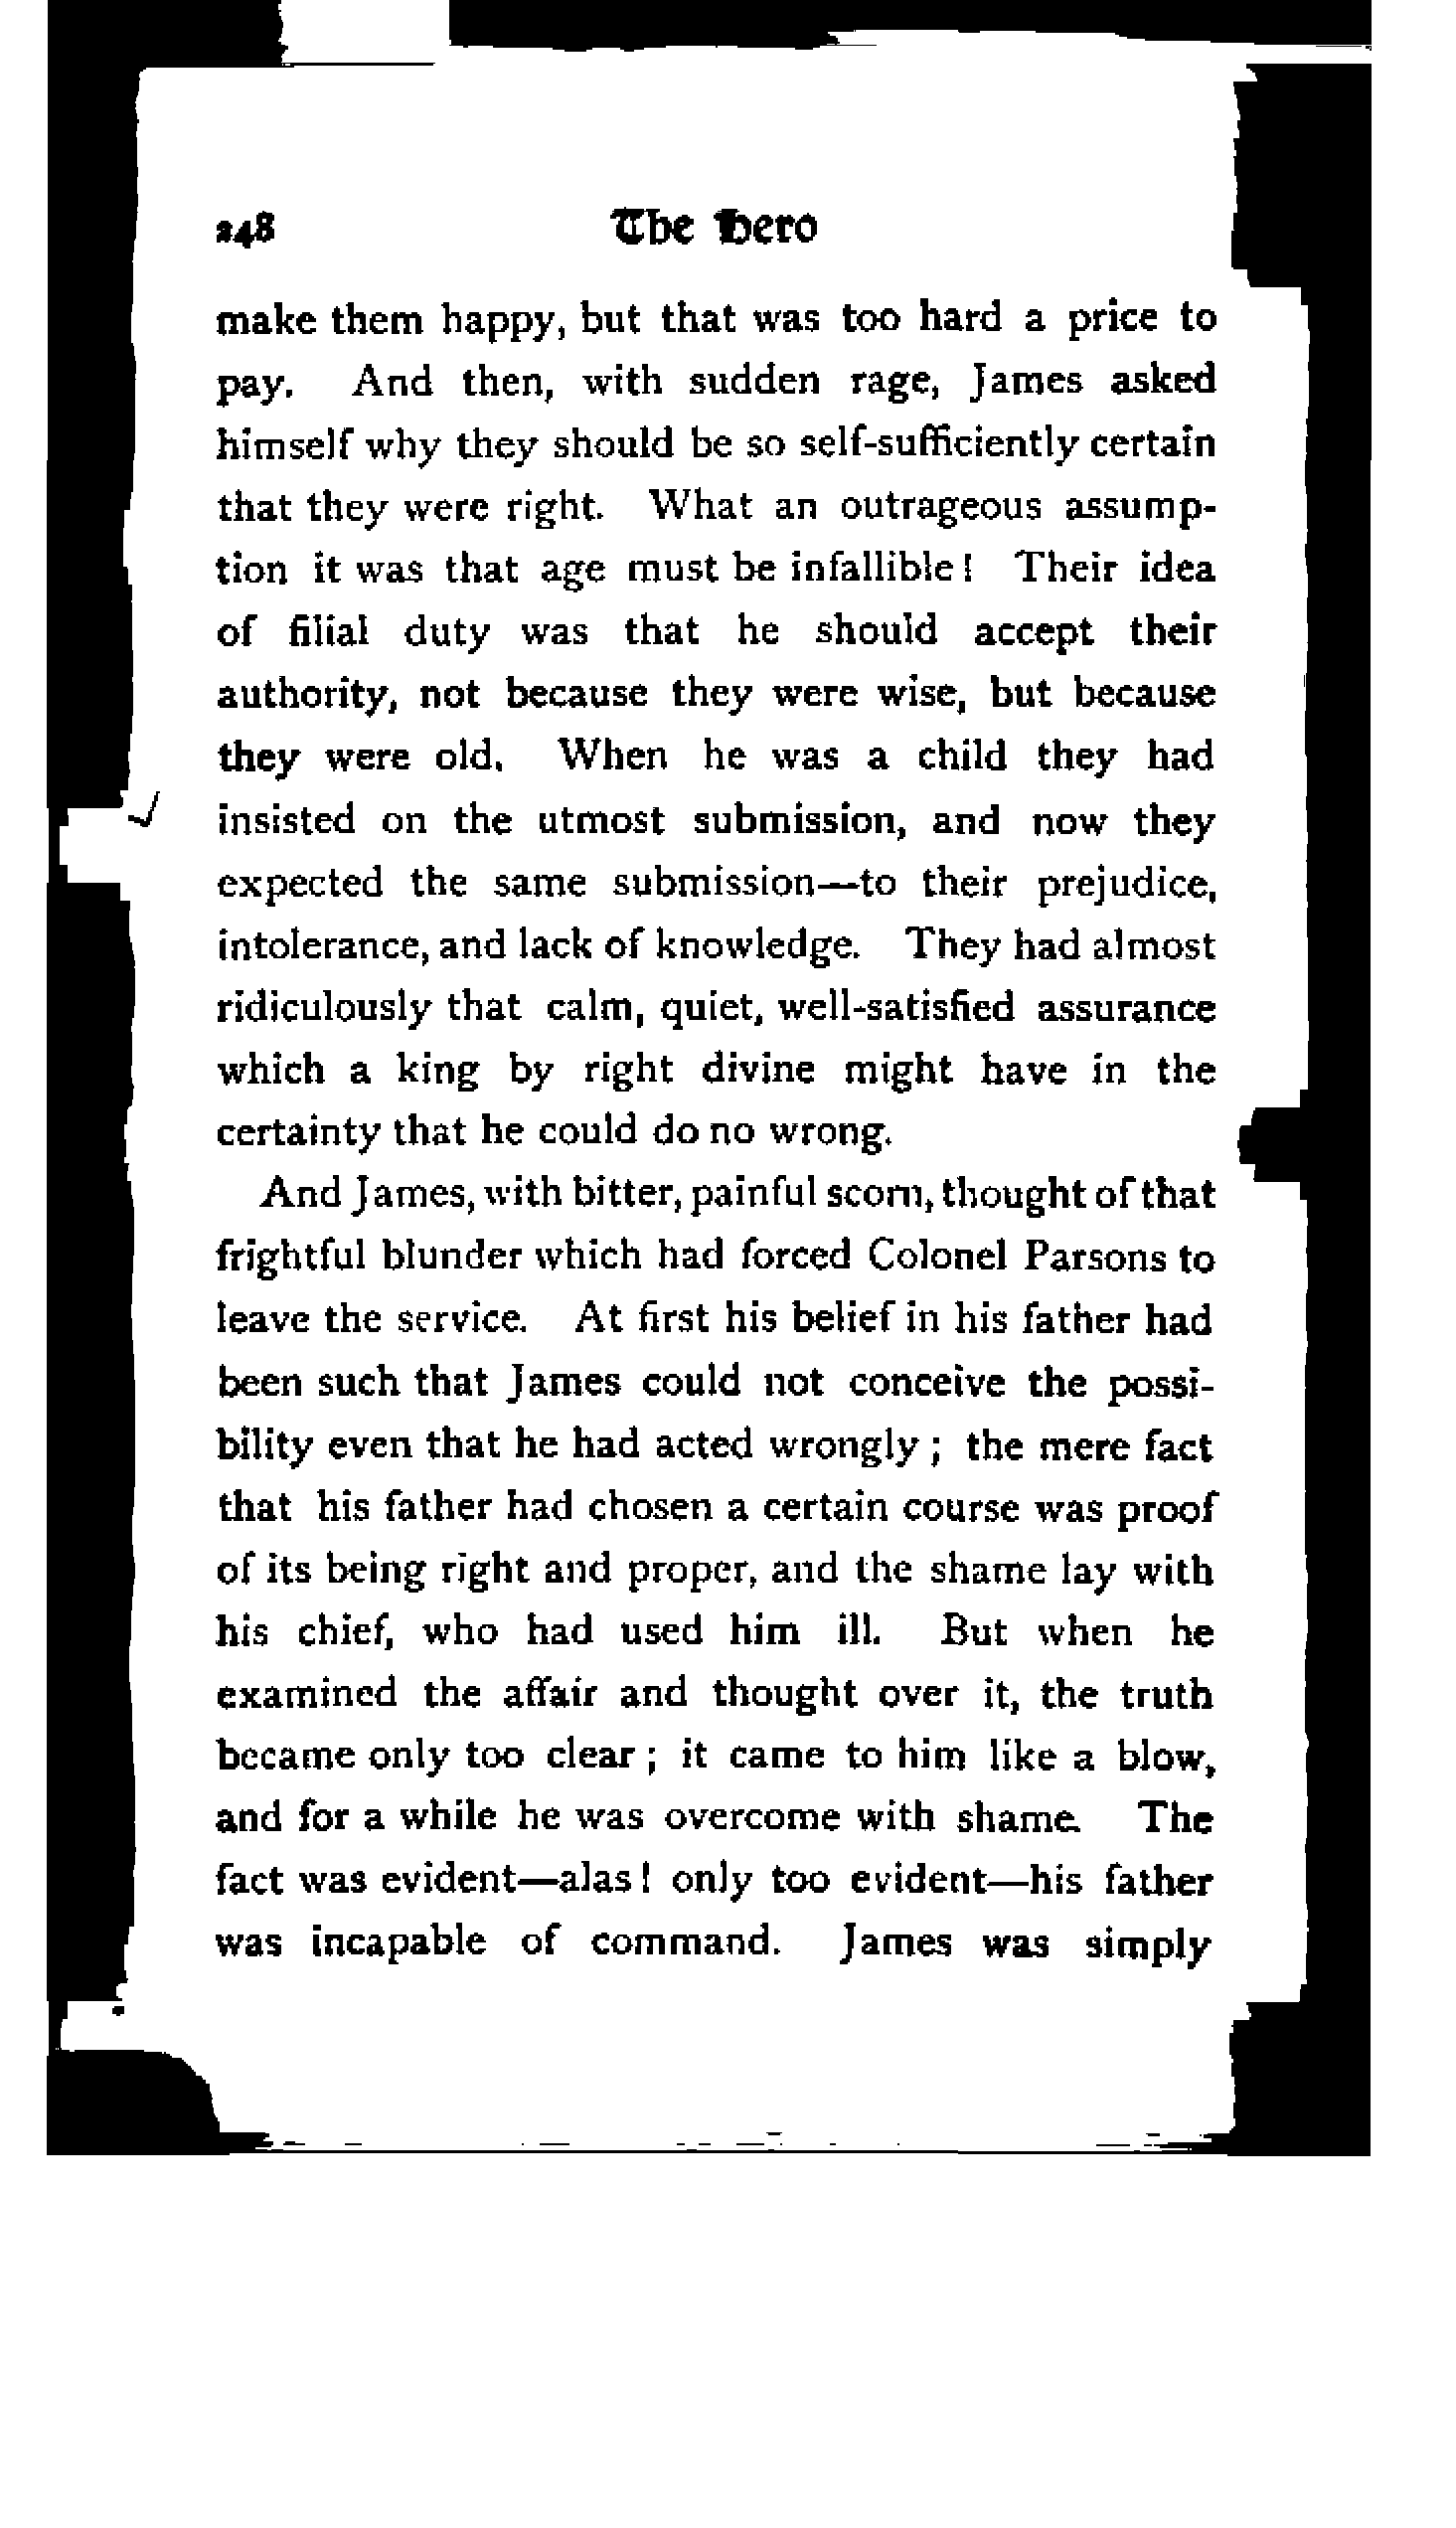 248 The Hero
make them happy, but that was too hard a price to
pay. And then, with sudden rage, James asked
himself why they should be so self-sufficiently certain
that they were right. What an outrageous assump-
tion it was that age must be infallible! Their idea
of filial duty was that he should accept their
authority, not because they were wise, but because
they were old. When he was a child they had
insisted on the utmost submission, and now they
expected the same submission—to their prejudice,
intolerance, and lack of knowledge. They had almost
ridiculously that calm, quiet, well-satisfied assurance
which a king by right divine might have in the
certainty that he could do no wrong.
And James, with bitter, painful scorn, thought of that
frightful blunder which had forced Colonel Parsons to
leave the service. At first his belief in his father had
been such that James could not conceive the possi-
bility even that he had acted wrongly; the mere fact
that his father had chosen a certain course was proof
of its being right and proper, and the shame lay with
his chief, who had used him ill. But when he
examined the affair and thought over it, the truth
became only too clear; it came to him like a blow,
and for a while he was overcome with shame. The
fact was evident—alas! only too evident—his father
was incapable of command. James was simply